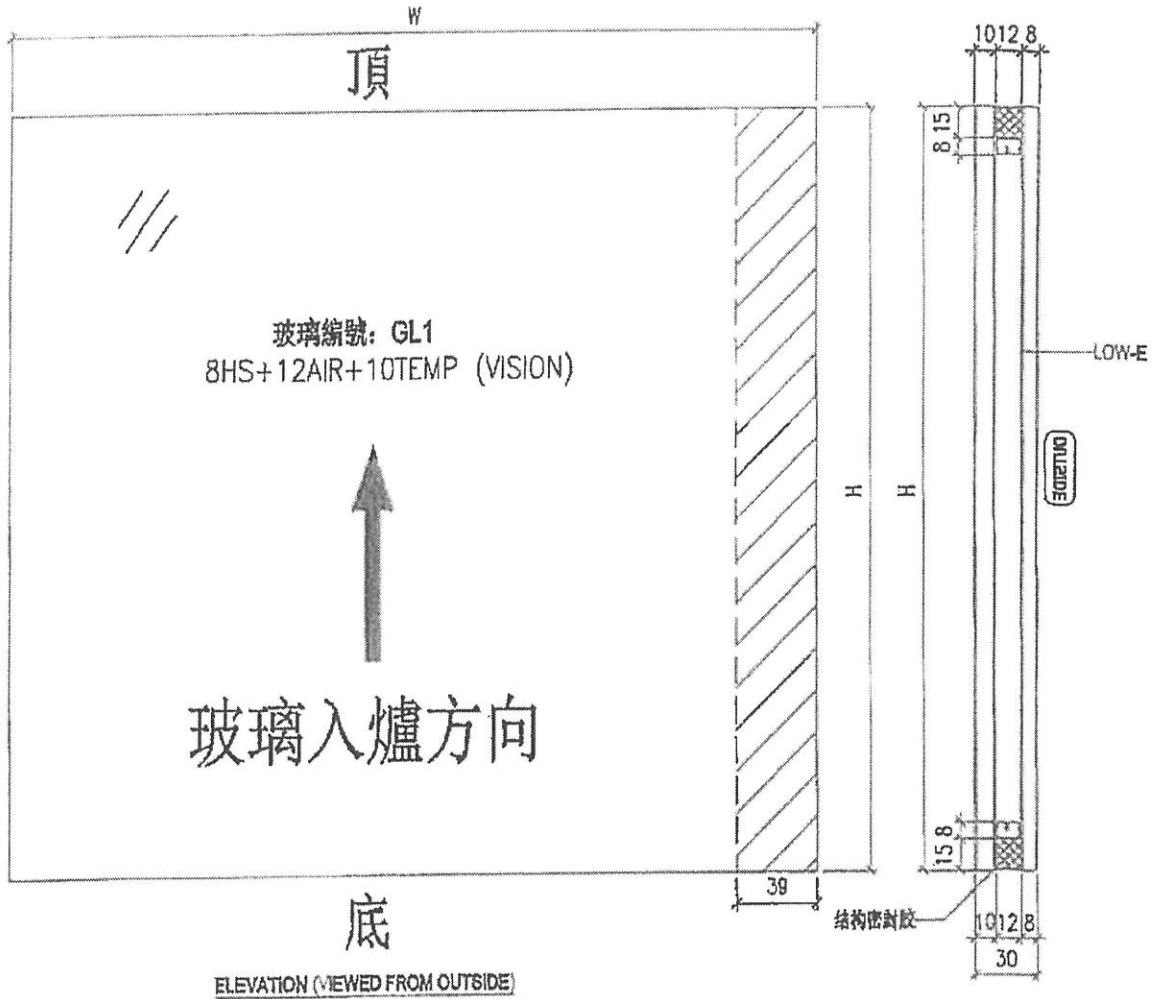 W
頂
玻璃編號: GL1
8HS+12AIR+10TEMP (VISION)
玻璃入爐方向
底
ELEVATION (VIEWED FROM OUTSIDE)
39
H
H
10 12 8
15
8
LOW-E
OUTSIDE
8
15
结构密封胶
10 12 8
30